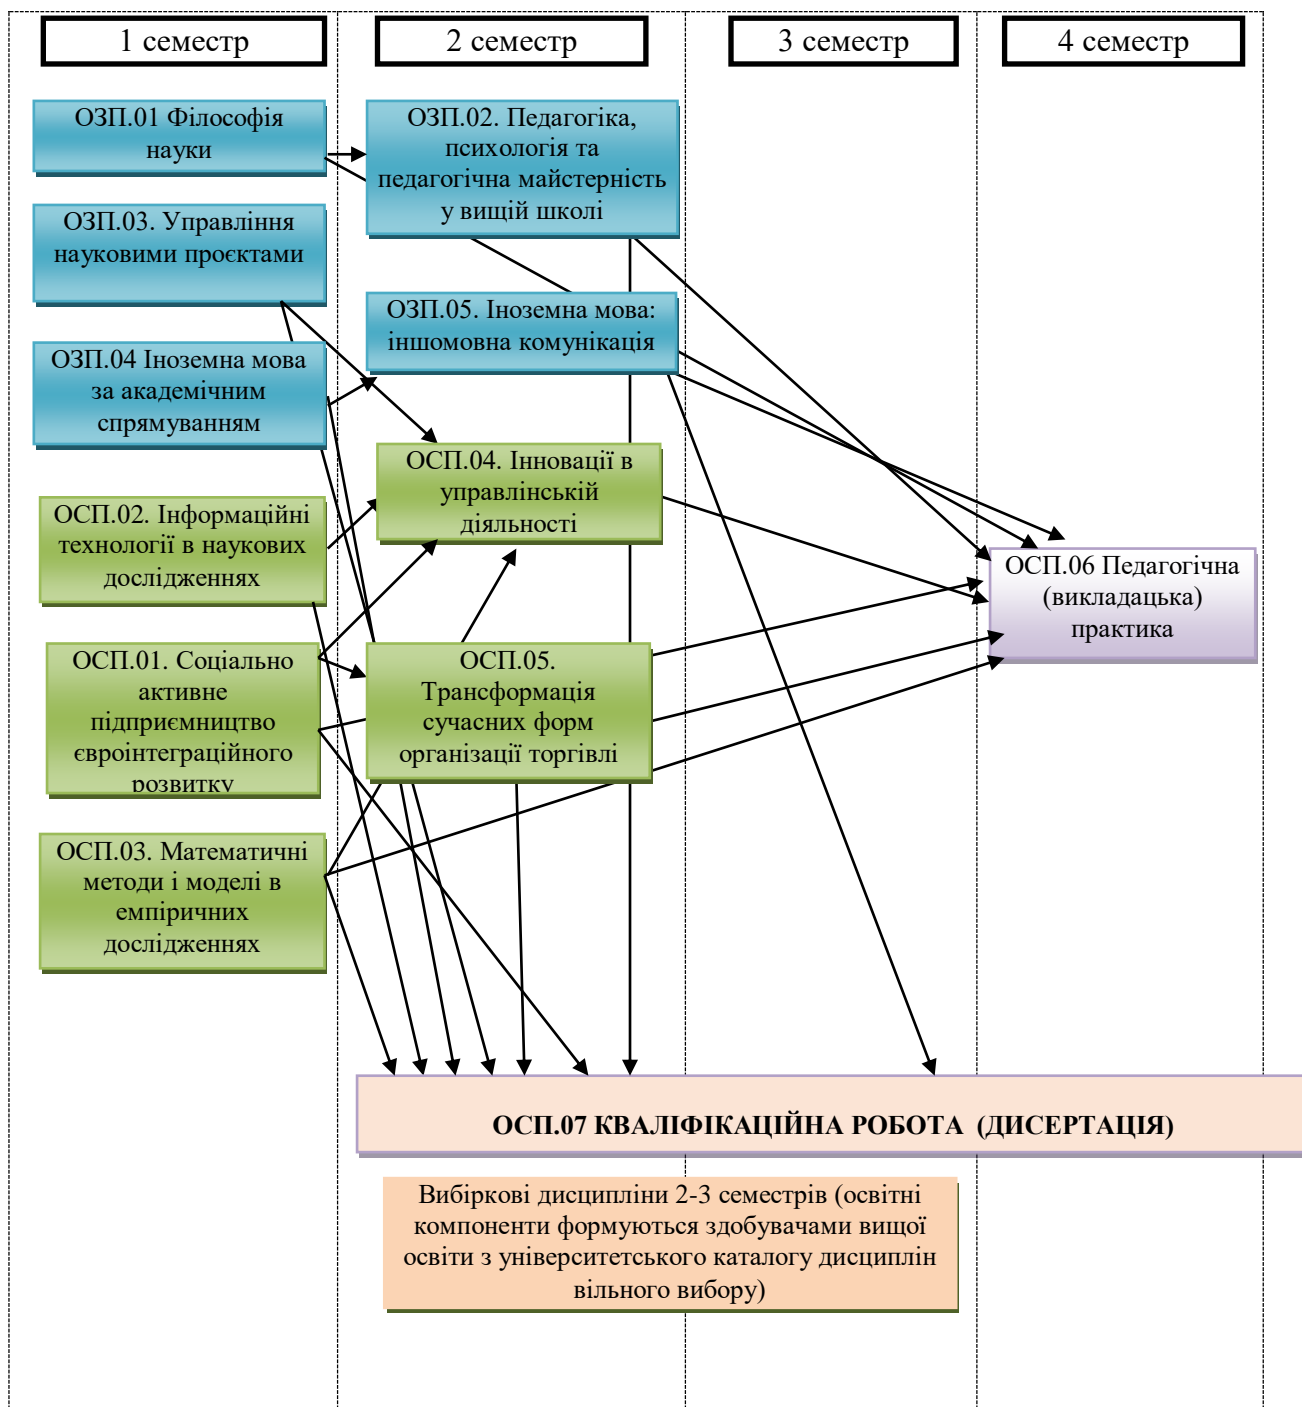 1 семестр
2 семестр
3 семестр
4 семестр
ОЗП.01 Філософія
науки
ОЗП.03. Управління
науковими проєктами
ОЗП.04 Іноземна мова
за академічним
спрямуванням
ОСП.02. Інформаційні
технології в наукових
дослідженнях
ОСП.01. Соціально
активне
підприємництво
євроінтеграційного
розвитку
ОСП.03. Математичні
методи і моделі в
емпіричних
дослідженнях
ОЗП.02. Педагогіка,
психологія та
педагогічна майстерність
у вищій школі
ОЗП.05. Іноземна мова:
іншомовна комунікація
ОСП.04. Інновації в
управлінській
діяльності
ОСП.05.
Трансформація
сучасних форм
організації торгівлі
ОСП.06 Педагогічна
(викладацька)
практика
ОСП.07 КВАЛІФІКАЦІЙНА РОБОТА (ДИСЕРТАЦІЯ)
Вибіркові дисципліни 2-3 семестрів (освітні
компоненти формуються здобувачами вищої
освіти з університетського каталогу дисциплін
вільного вибору)